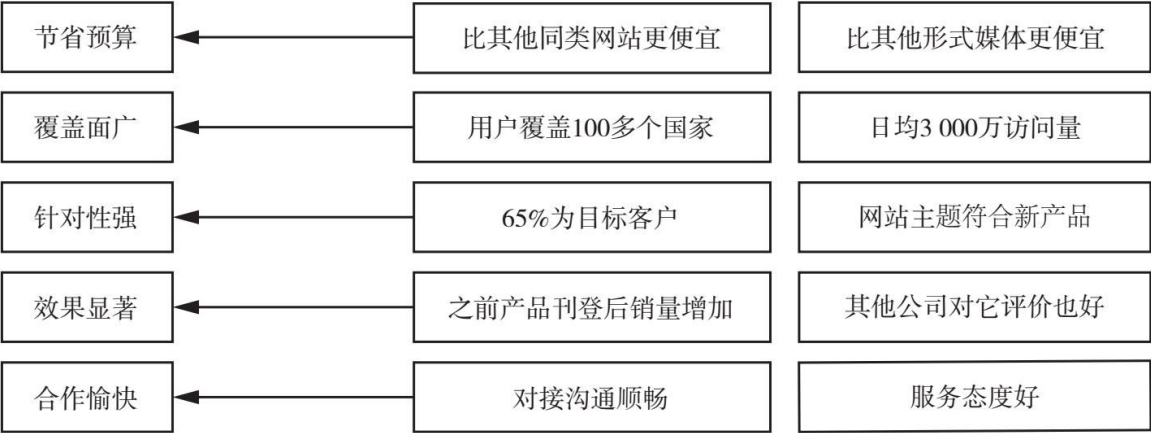 节省预算 比其他同类网站更便宜 比其他形式媒体更便宜
覆盖面广 用户覆盖100多个国家 日均3 000万访问量
针对性强 65%为目标客户 网站主题符合新产品
效果显著 之前产品刊登后销量增加 其他公司对它评价也好
合作愉快 对接沟通顺畅 服务态度好